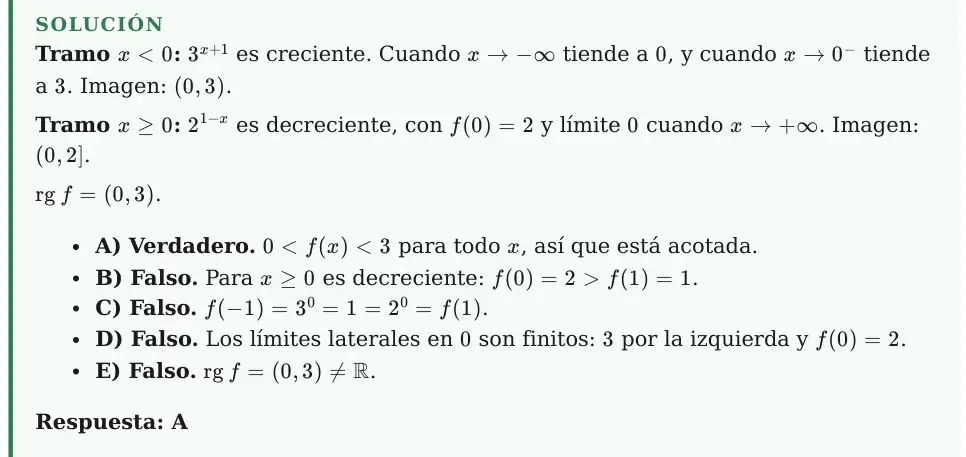 SOLUCIÓN
Tramo x < 0: 3^{x+1} es creciente. Cuando x → −∞ tiende a 0, y cuando x → 0⁻ tiende
a 3. Imagen: (0, 3).
Tramo x ≥ 0: 2^{1−x} es decreciente, con f(0) = 2 y límite 0 cuando x → +∞. Imagen:
(0, 2].
rg f = (0, 3).
• A) Verdadero. 0 < f(x) < 3 para todo x, así que está acotada.
• B) Falso. Para x ≥ 0 es decreciente: f(0) = 2 > f(1) = 1.
• C) Falso. f(−1) = 3⁰ = 1 = 2⁰ = f(1).
• D) Falso. Los límites laterales en 0 son finitos: 3 por la izquierda y f(0) = 2.
• E) Falso. rg f = (0, 3) ≠ ℝ.
Respuesta: A